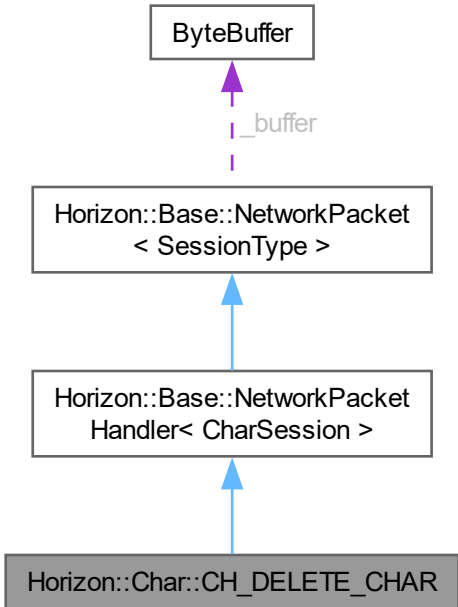 ByteBuffer
_buffer
Horizon::Base::NetworkPacket
< SessionType >
Horizon::Base::NetworkPacket
Handler< CharSession >
Horizon::Char::CH_DELETE_CHAR